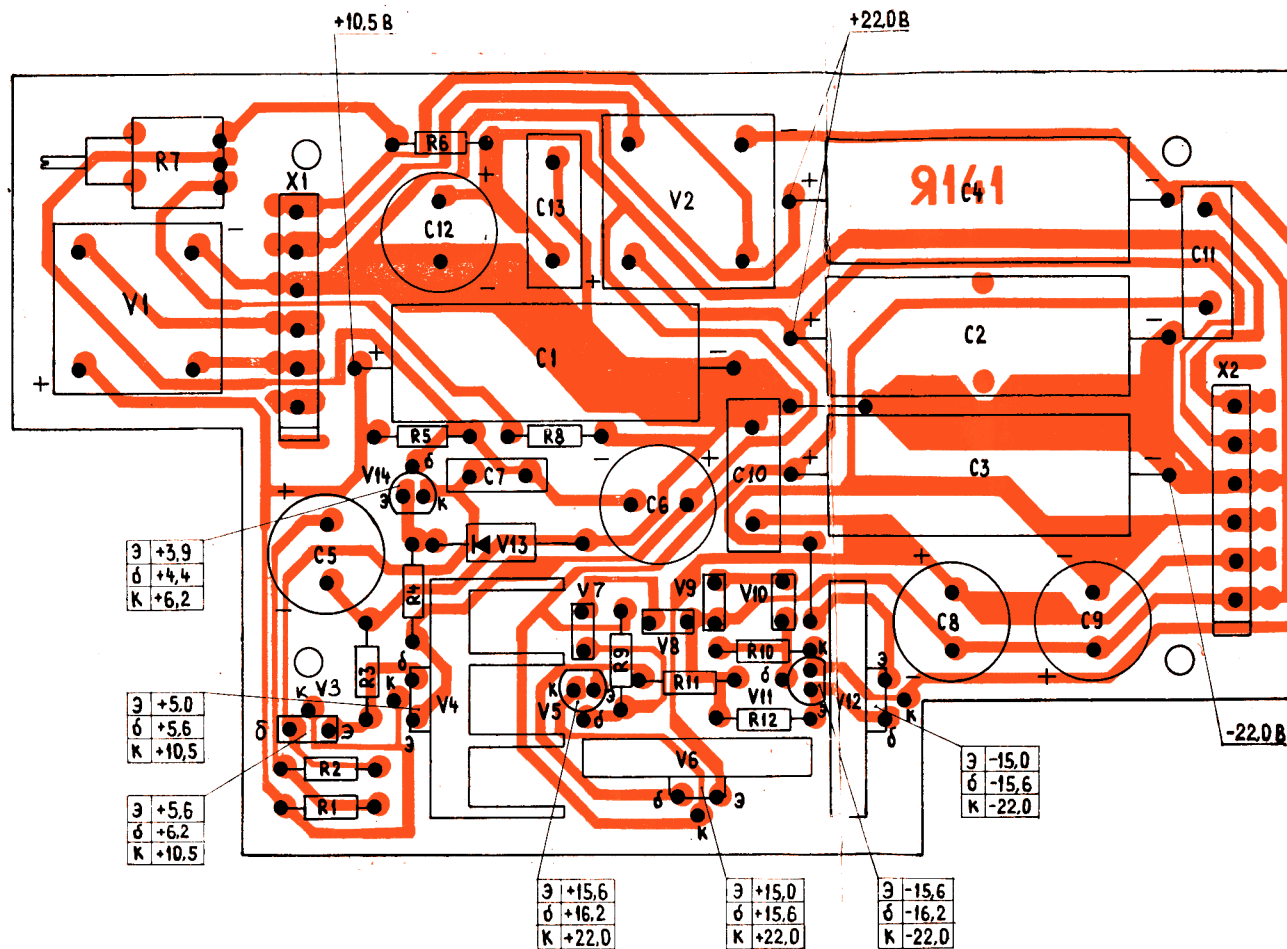 +10,5 В
+22,0 В
R7
X1
R6
+
C12
C13
V2
−
+
Я141
C4
−
C11
V1
−
+
−
+
+
C2
−
+
C1
−
X2
R5
R8
б
V14
Э
К
C7
−
C6
+
C10
+
C3
−
+
C5
−
V13
R4
Э +3,9
б +4,4
К +6,2
V7
V8
V9
V10
+
C8
−
−
C9
+
R3
R9
R10
R11
R12
К
V3
б
Э
б
К
V4
Э
К
V5
Э
б
К
б
V11
Э
Э
V12
К
б
-22,0 В
Э +5,0
б +5,6
К +10,5
R2
R1
V6
б
Э
К
Э -15,0
б -15,6
К -22,0
Э +5,6
б +6,2
К +10,5
Э +15,6
б +16,2
К +22,0
Э +15,0
б +15,6
К +22,0
Э -15,6
б -16,2
К -22,0